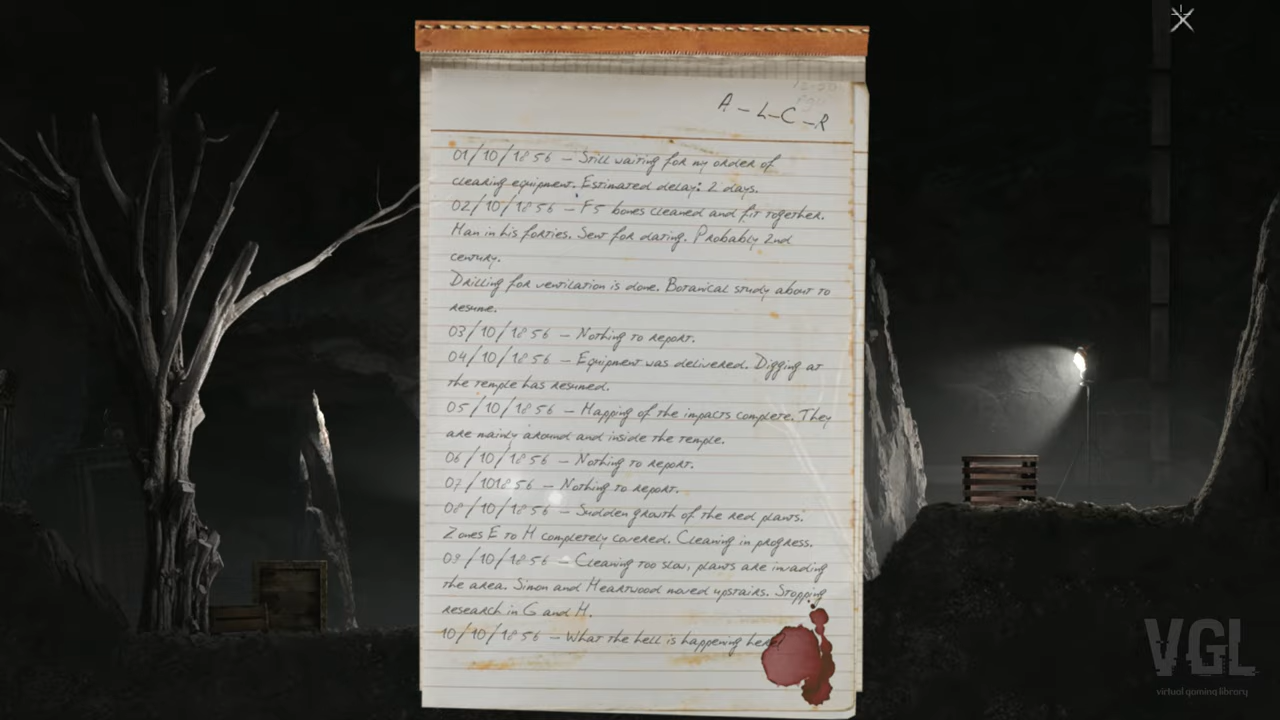 A-L-C-R
01/10/1856 - Still waiting for my order of
clearing equipment. Estimated delay: 2 days.
02/10/1856 - F5 bones cleaned and fit together.
Man in his forties. Sent for dating. Probably 2nd
century.
Drilling for ventilation is done. Botanical study about to
resume.
03/10/1856 - Nothing to report.
04/10/1856 - Equipment was delivered. Digging at
the temple has resumed.
05/10/1856 - Mapping of the impacts complete. They
are mainly around and inside the temple.
06/10/1856 - Nothing to report.
07/101856 - Nothing to report.
08/10/1856 - Sudden growth of the red plants.
Zones E to H completely covered. Cleaning in progress.
09/10/1856 - Cleaning too slow, plants are invading
the area. Simon and Heartwood moved upstairs. Stopping
research in G and H.
10/10/1856 - What the hell is happening here?
VGL
virtual gaming library